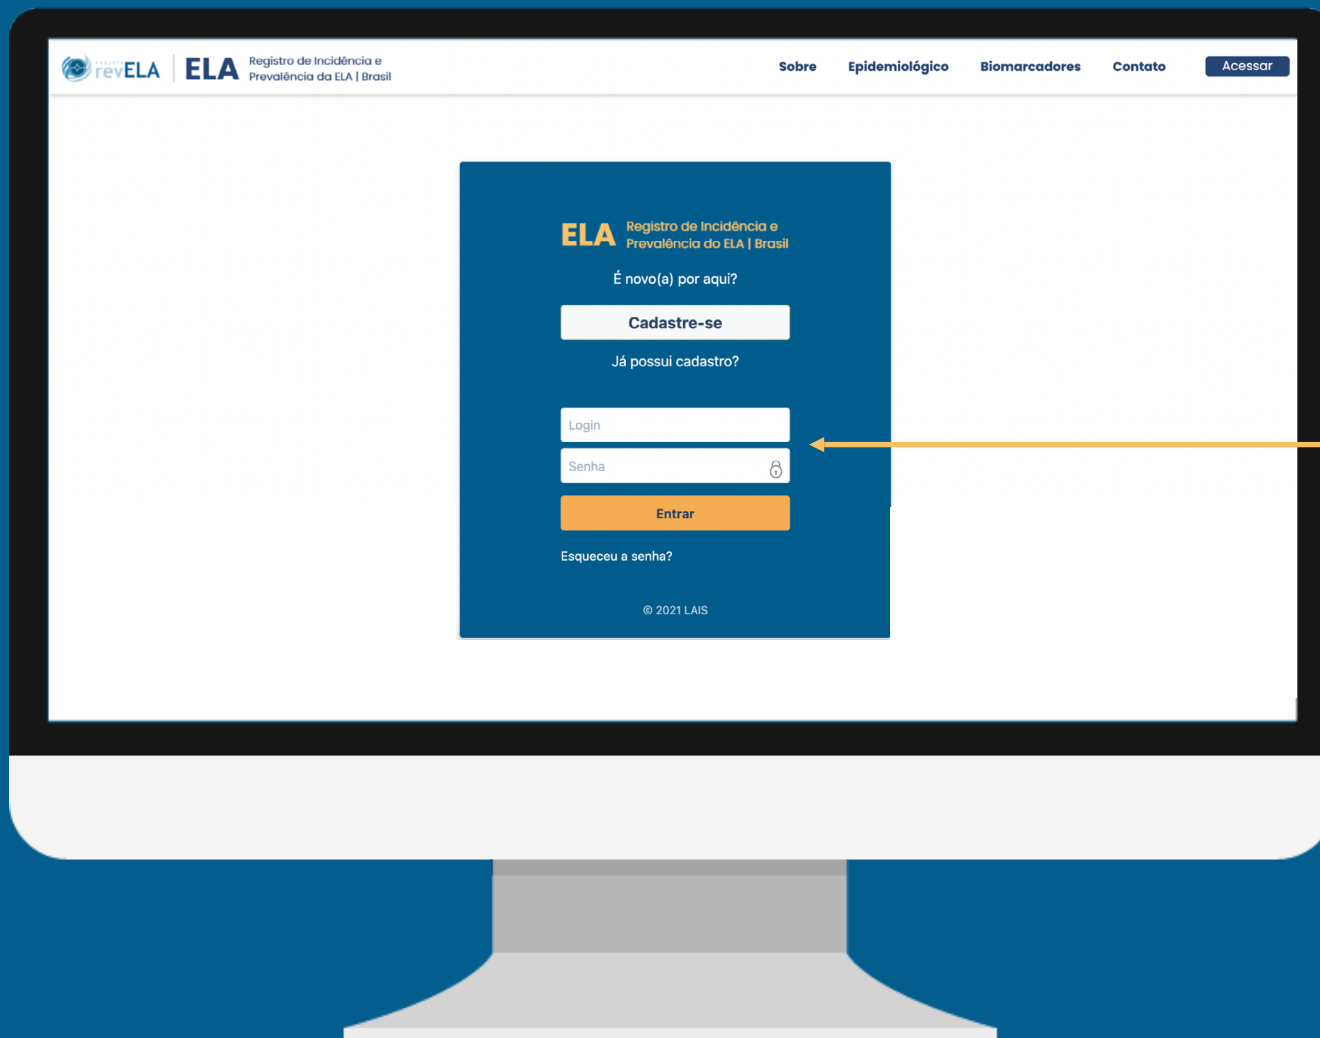 revELA
ELA
Registro de Incidência e
Prevalência da ELA | Brasil
Sobre
Epidemiológico
Biomarcadores
Contato
Acessar
ELA
Registro de Incidência e
Prevalência do ELA | Brasil
É novo(a) por aqui?
Cadastre-se
Já possui cadastro?
Login
Senha
Entrar
Esqueceu a senha?
© 2021 LAIS